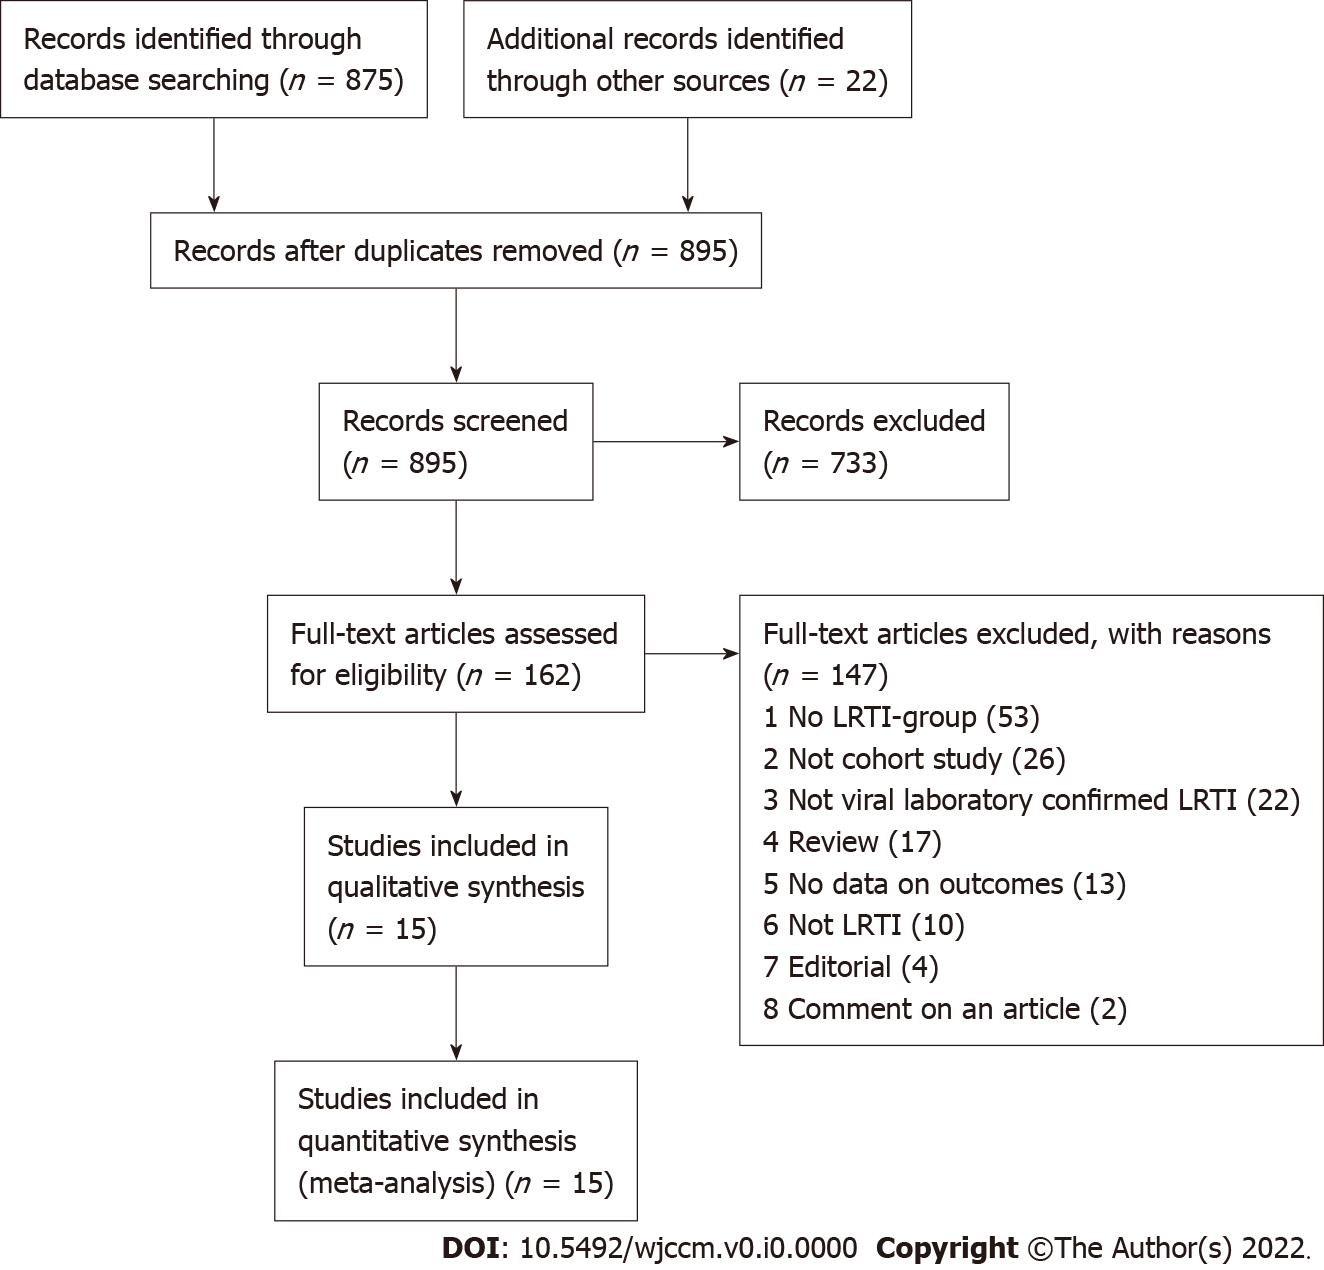 Records identified through
database searching (n = 875)
Additional records identified
through other sources (n = 22)
Records after duplicates removed (n = 895)
Records screened
(n = 895)
Records excluded
(n = 733)
Full-text articles assessed
for eligibility (n = 162)
Full-text articles excluded, with reasons
(n = 147)
1 No LRTI-group (53)
2 Not cohort study (26)
3 Not viral laboratory confirmed LRTI (22)
4 Review (17)
5 No data on outcomes (13)
6 Not LRTI (10)
7 Editorial (4)
8 Comment on an article (2)
Studies included in
qualitative synthesis
(n = 15)
Studies included in
quantitative synthesis
(meta-analysis) (n = 15)
DOI: 10.5492/wjccm.v0.i0.0000 Copyright ©The Author(s) 2022.